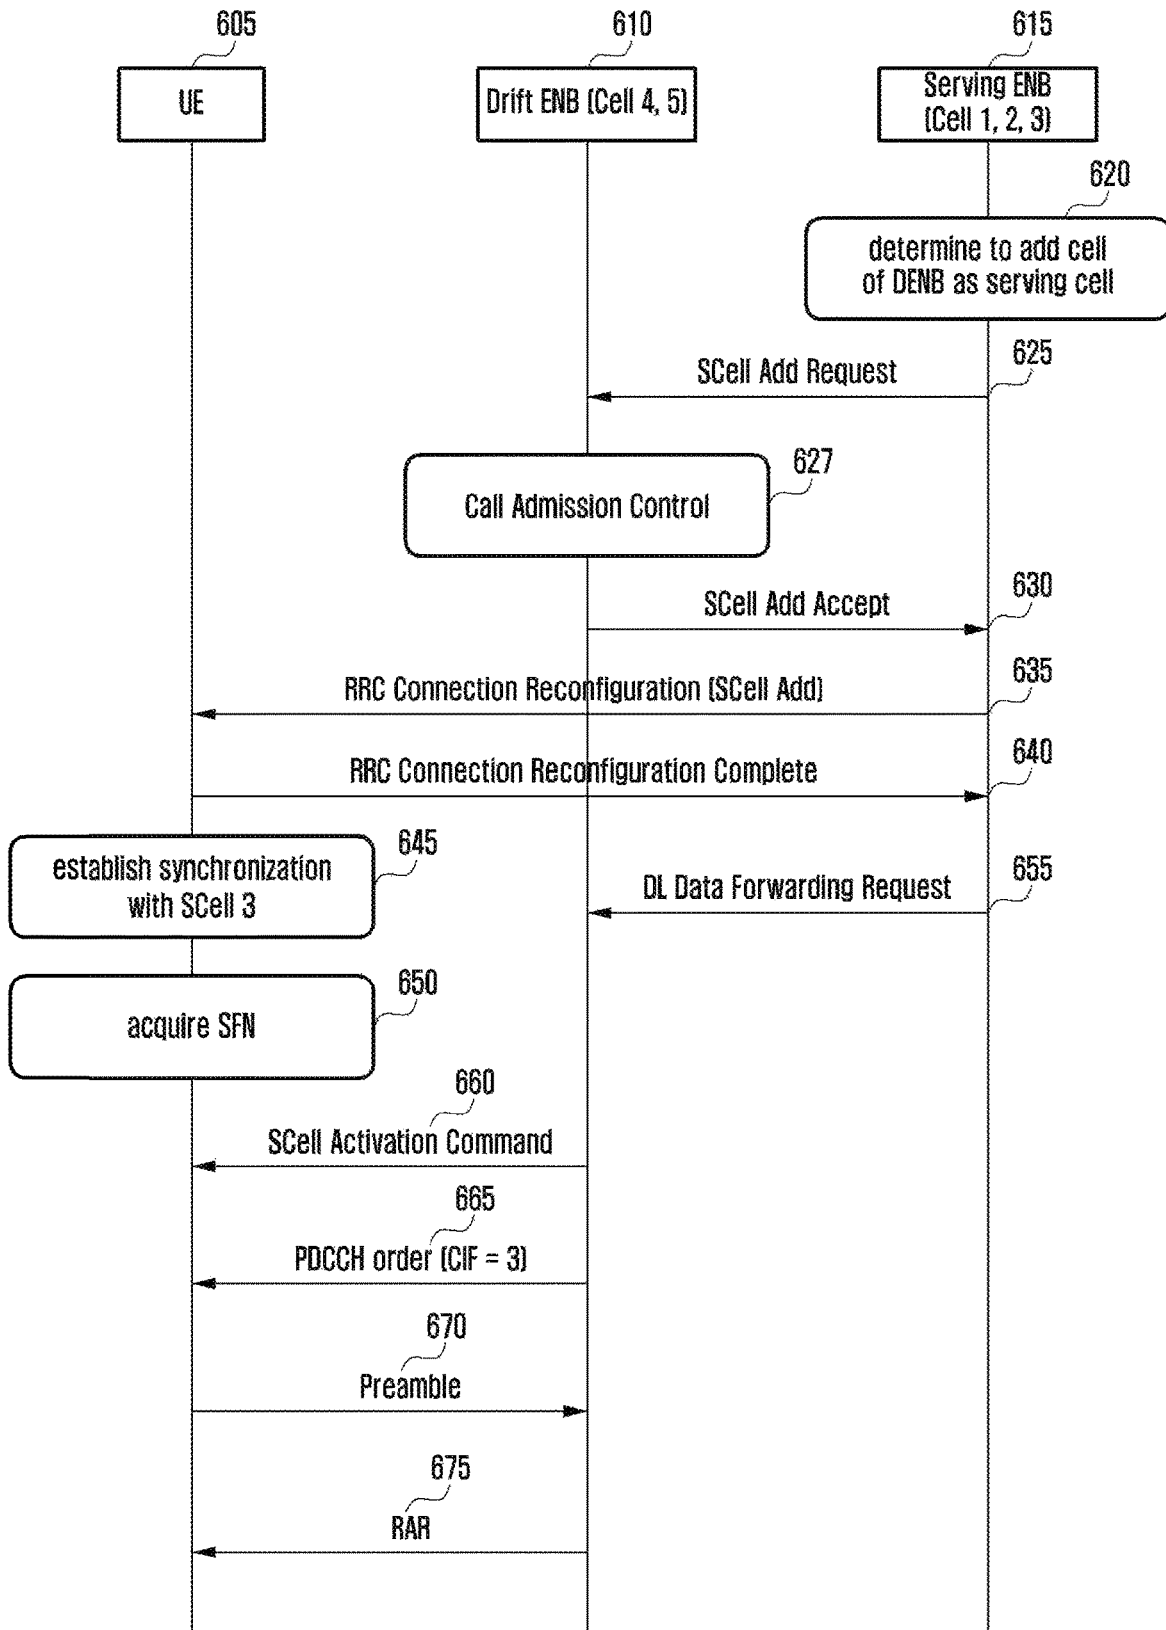 605
610
615
UE
Drift ENB (Cell 4, 5)
Serving ENB
(Cell 1, 2, 3)
620
determine to add cell
of DENB as serving cell
625
SCell Add Request
627
Call Admission Control
630
SCell Add Accept
635
RRC Connection Reconfiguration (SCell Add)
640
RRC Connection Reconfiguration Complete
645
establish synchronization
with SCell 3
655
DL Data Forwarding Request
650
acquire SFN
660
SCell Activation Command
665
PDCCH order (CIF = 3)
670
Preamble
675
RAR